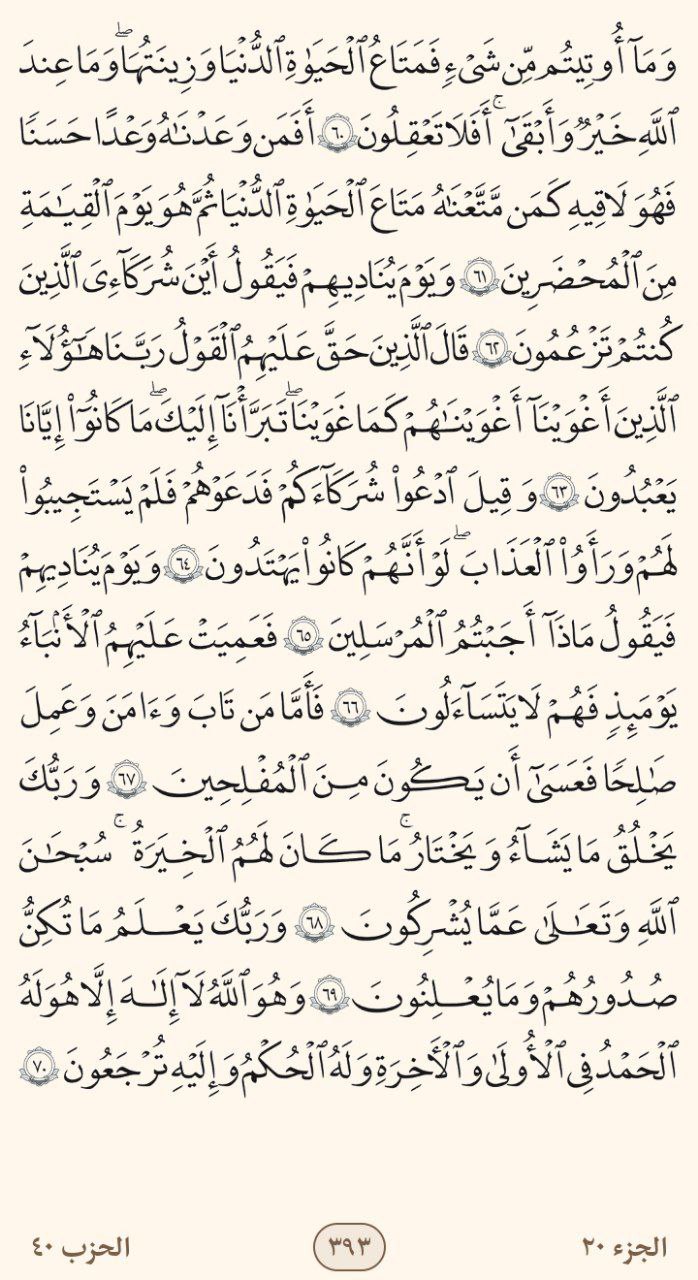 وَمَآ أُوتِيتُم مِّن شَىْءٍ فَمَتَٰعُ ٱلْحَيَوٰةِ ٱلدُّنْيَا وَزِينَتُهَا ۖ وَمَا عِندَ
ٱللَّهِ خَيْرٌ وَأَبْقَىٰٓ ۚ أَفَلَا تَعْقِلُونَ ٦٠ أَفَمَن وَعَدْنَٰهُ وَعْدًا حَسَنًا
فَهُوَ لَٰقِيهِ كَمَن مَّتَّعْنَٰهُ مَتَٰعَ ٱلْحَيَوٰةِ ٱلدُّنْيَا ثُمَّ هُوَ يَوْمَ ٱلْقِيَٰمَةِ
مِنَ ٱلْمُحْضَرِينَ ٦١ وَيَوْمَ يُنَادِيهِمْ فَيَقُولُ أَيْنَ شُرَكَآءِىَ ٱلَّذِينَ
كُنتُمْ تَزْعُمُونَ ٦٢ قَالَ ٱلَّذِينَ حَقَّ عَلَيْهِمُ ٱلْقَوْلُ رَبَّنَا هَٰٓؤُلَآءِ
ٱلَّذِينَ أَغْوَيْنَآ أَغْوَيْنَٰهُمْ كَمَا غَوَيْنَا ۖ تَبَرَّأْنَآ إِلَيْكَ ۖ مَا كَانُوٓا۟ إِيَّانَا
يَعْبُدُونَ ٦٣ وَقِيلَ ٱدْعُوا۟ شُرَكَآءَكُمْ فَدَعَوْهُمْ فَلَمْ يَسْتَجِيبُوا۟
لَهُمْ وَرَأَوُا۟ ٱلْعَذَابَ ۖ لَوْ أَنَّهُمْ كَانُوا۟ يَهْتَدُونَ ٦٤ وَيَوْمَ يُنَادِيهِمْ
فَيَقُولُ مَاذَآ أَجَبْتُمُ ٱلْمُرْسَلِينَ ٦٥ فَعَمِيَتْ عَلَيْهِمُ ٱلْأَنۢبَآءُ
يَوْمَئِذٍ فَهُمْ لَا يَتَسَآءَلُونَ ٦٦ فَأَمَّا مَن تَابَ وَءَامَنَ وَعَمِلَ
صَٰلِحًا فَعَسَىٰٓ أَن يَكُونَ مِنَ ٱلْمُفْلِحِينَ ٦٧ وَرَبُّكَ
يَخْلُقُ مَا يَشَآءُ وَيَخْتَارُ ۗ مَا كَانَ لَهُمُ ٱلْخِيَرَةُ ۚ سُبْحَٰنَ
ٱللَّهِ وَتَعَٰلَىٰ عَمَّا يُشْرِكُونَ ٦٨ وَرَبُّكَ يَعْلَمُ مَا تُكِنُّ
صُدُورُهُمْ وَمَا يُعْلِنُونَ ٦٩ وَهُوَ ٱللَّهُ لَآ إِلَٰهَ إِلَّا هُوَ ۖ لَهُ
ٱلْحَمْدُ فِى ٱلْأُولَىٰ وَٱلْءَاخِرَةِ ۖ وَلَهُ ٱلْحُكْمُ وَإِلَيْهِ تُرْجَعُونَ ٧٠
الجزء ٢٠
٣٩٣
الحزب ٤٠